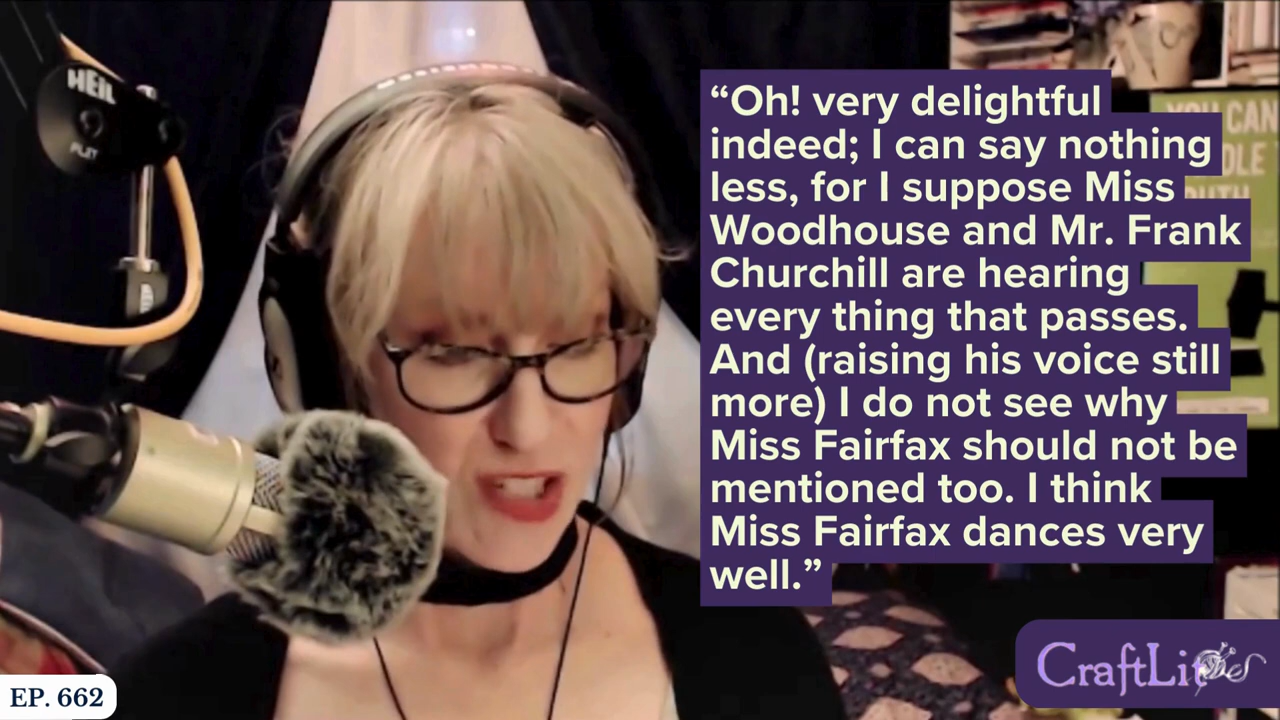 HEIL
“Oh! very delightful
indeed; I can say nothing
less, for I suppose Miss
Woodhouse and Mr. Frank
Churchill are hearing
every thing that passes.
And (raising his voice still
more) I do not see why
Miss Fairfax should not be
mentioned too. I think
Miss Fairfax dances very
well.”
YOU CAN
CraftLit
EP. 662